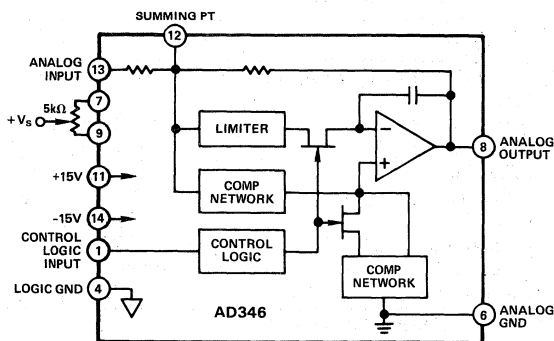 SUMMING PT
12
ANALOG
INPUT
13
7
5kΩ
+VS
9
LIMITER
−
+
8
ANALOG
OUTPUT
+15V
11
COMP
NETWORK
-15V
14
CONTROL
LOGIC
INPUT
1
CONTROL
LOGIC
COMP
NETWORK
LOGIC GND
4
AD346
6
ANALOG
GND